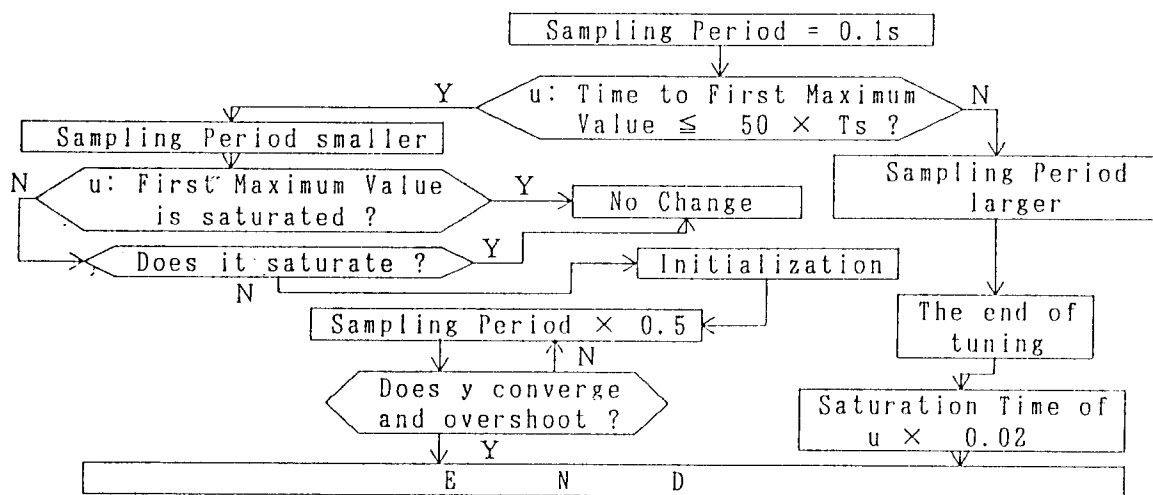 Sampling Period = 0.1s
Y
u: Time to First Maximum
Value ≦ 50 × Ts ?
N
Sampling Period smaller
N
u: First Maximum Value
is saturated ?
Y
No Change
Sampling Period
larger
Does it saturate ?
Y
N
Initialization
Sampling Period × 0.5
N
The end of
tuning
Does y converge
and overshoot ?
Y
Saturation Time of
u × 0.02
E N D